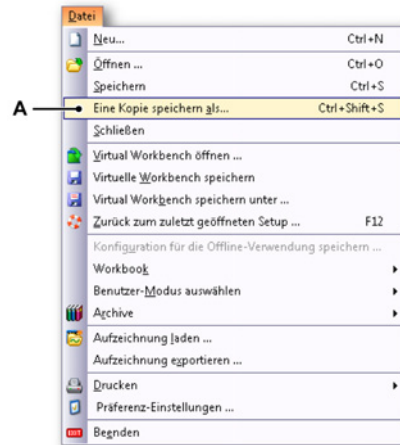 Datei
Neu... Ctrl+N
Öffnen ... Ctrl+O
Speichern Ctrl+S
A Eine Kopie speichern als... Ctrl+Shift+S
Schließen
Virtual Workbench öffnen ...
Virtuelle Workbench speichern
Virtual Workbench speichern unter ...
Zurück zum zuletzt geöffneten Setup ... F12
Konfiguration für die Offline-Verwendung speichern ...
Workbook
Benutzer-Modus auswählen
Archive
Aufzeichnung laden ...
Aufzeichnung exportieren ...
Drucken
Präferenz-Einstellungen ...
EXIT Beenden